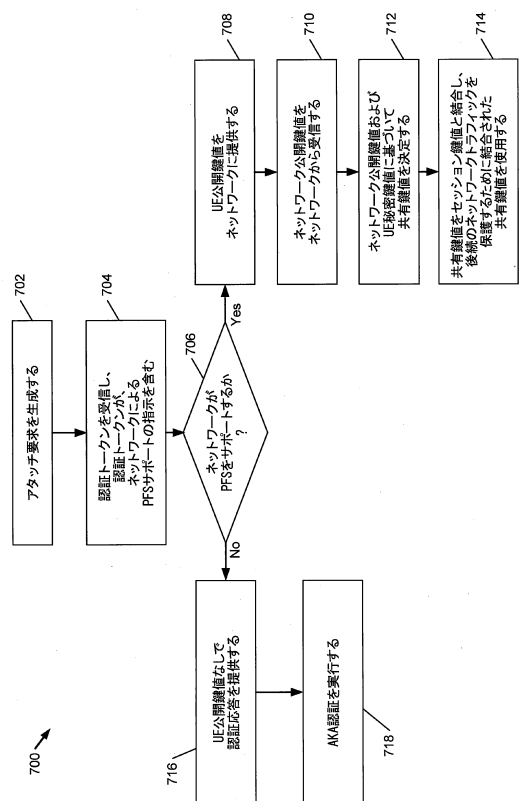 700
702
アタッチ要求を生成する
704
認証トークンを受信し、
認証トークンが、
ネットワークによる
PFSサポートの指示を含む
706
ネットワークが
PFSをサポートするか
?
Yes
No
708
UE公開鍵値を
ネットワークに提供する
710
ネットワーク公開鍵値を
ネットワークから受信する
712
ネットワーク公開鍵値および
UE秘密鍵値に基づいて
共有鍵値を決定する
714
共有鍵値をセッション鍵値と結合し、
後続のネットワークトラフィックを
保護するために結合された
共有鍵値を使用する
716
UE公開鍵値なしで
認証応答を提供する
718
AKA認証を実行する